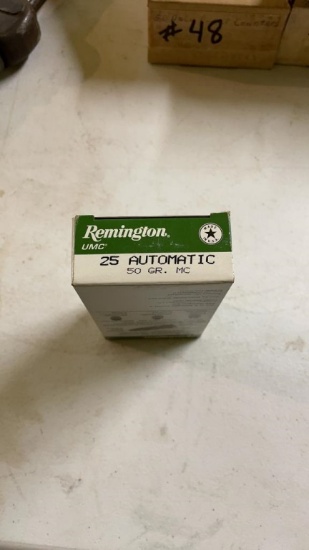 #48
Remington.
UMC
25 AUTOMATIC
50 GR. MC